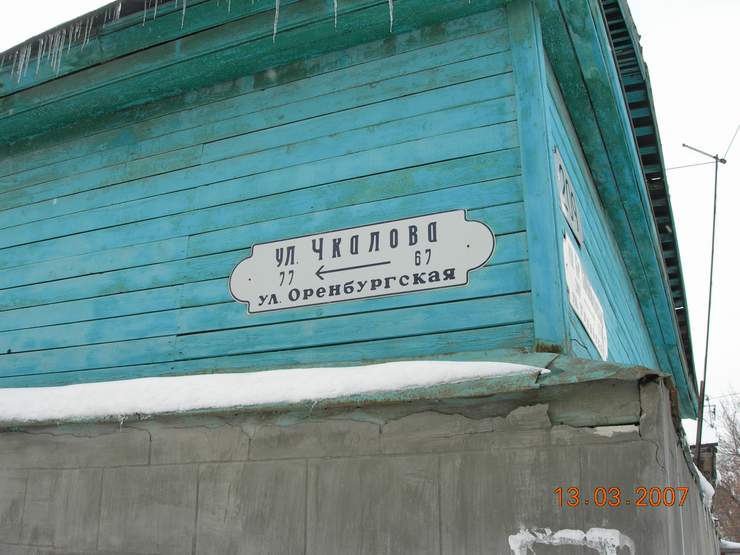 ул. Чкалова
77 ← 67
ул. Оренбургская
13.03.2007